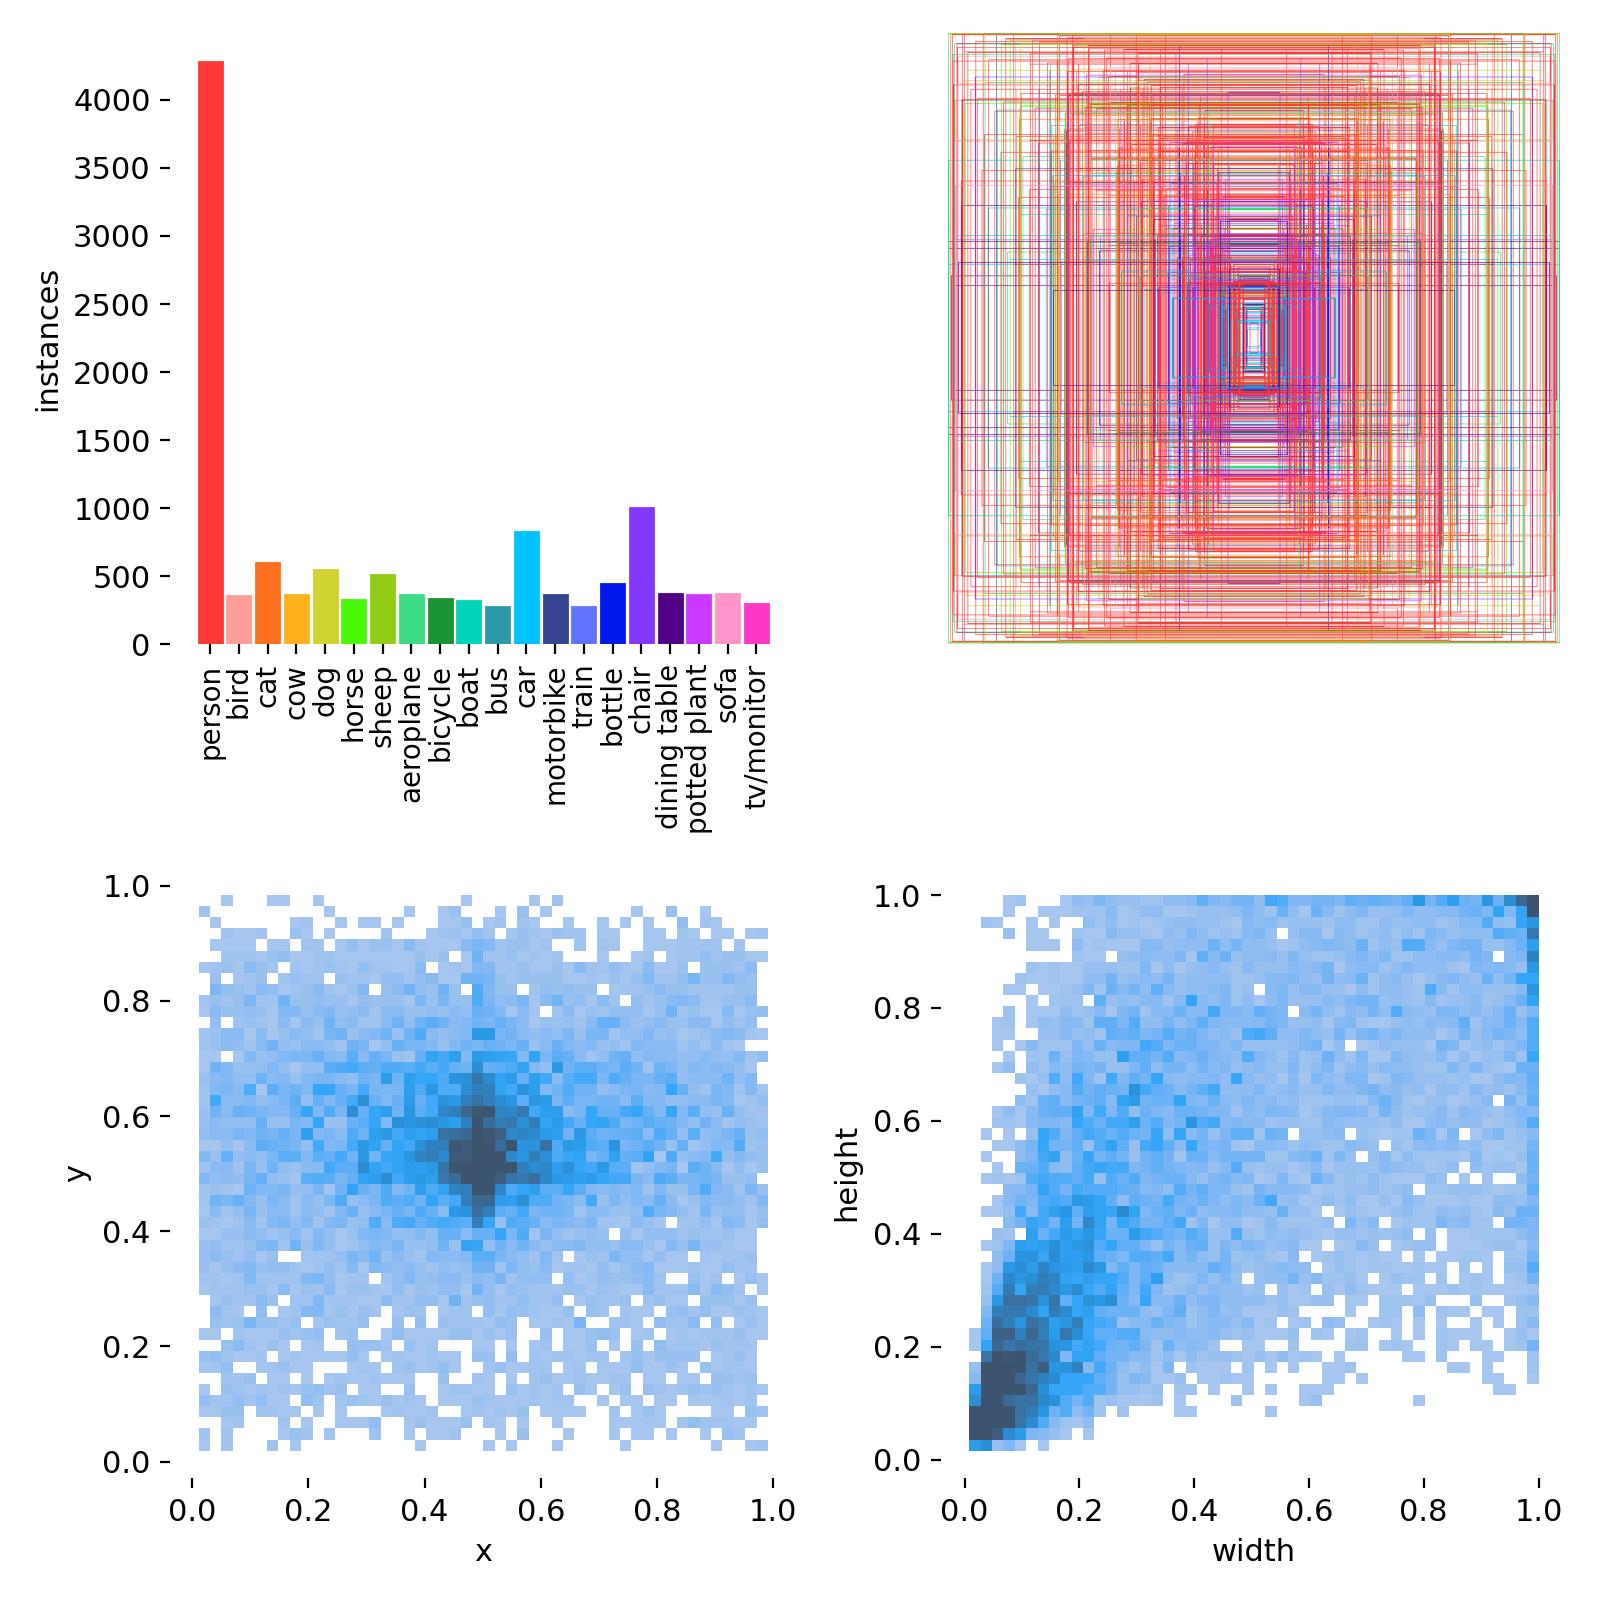 instances
4000
3500
3000
2500
2000
1500
1000
500
0
person
bird
cat
cow
dog
horse
sheep
aeroplane
bicycle
boat
bus
car
motorbike
train
bottle
chair
dining table
potted plant
sofa
tv/monitor
y
1.0
0.8
0.6
0.4
0.2
0.0
0.0 0.2 0.4 0.6 0.8 1.0
x
height
1.0
0.8
0.6
0.4
0.2
0.0
0.0 0.2 0.4 0.6 0.8 1.0
width